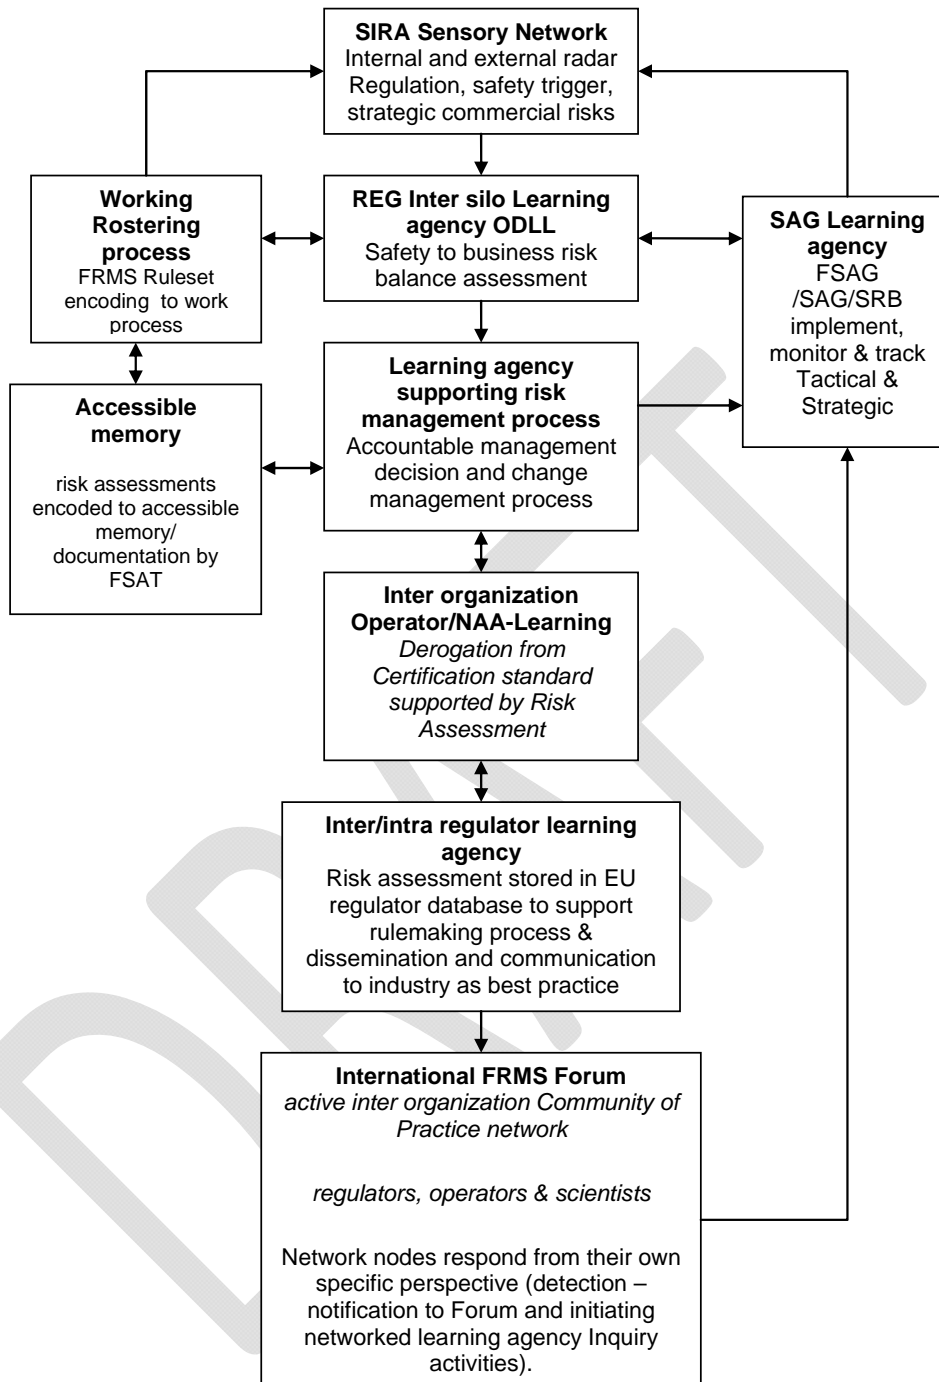 SIRA Sensory Network
Internal and external radar
Regulation, safety trigger,
strategic commercial risks
Working
Rostering
process
FRMS Ruleset
encoding to work
process
REG Inter silo Learning
agency ODLL
Safety to business risk
balance assessment
SAG Learning
agency
FSAG
/SAG/SRB
implement,
monitor & track
Tactical &
Strategic
Learning agency
supporting risk
management process
Accountable management
decision and change
management process
Accessible
memory
risk assessments
encoded to accessible
memory/
documentation by
FSAT
Inter organization
Operator/NAA-Learning
Derogation from
Certification standard
supported by Risk
Assessment
Inter/intra regulator learning
agency
Risk assessment stored in EU
regulator database to support
rulemaking process &
dissemination and communication
to industry as best practice
International FRMS Forum
active inter organization Community of
Practice network
regulators, operators & scientists
Network nodes respond from their own
specific perspective (detection –
notification to Forum and initiating
networked learning agency Inquiry
activities).
DRAFT